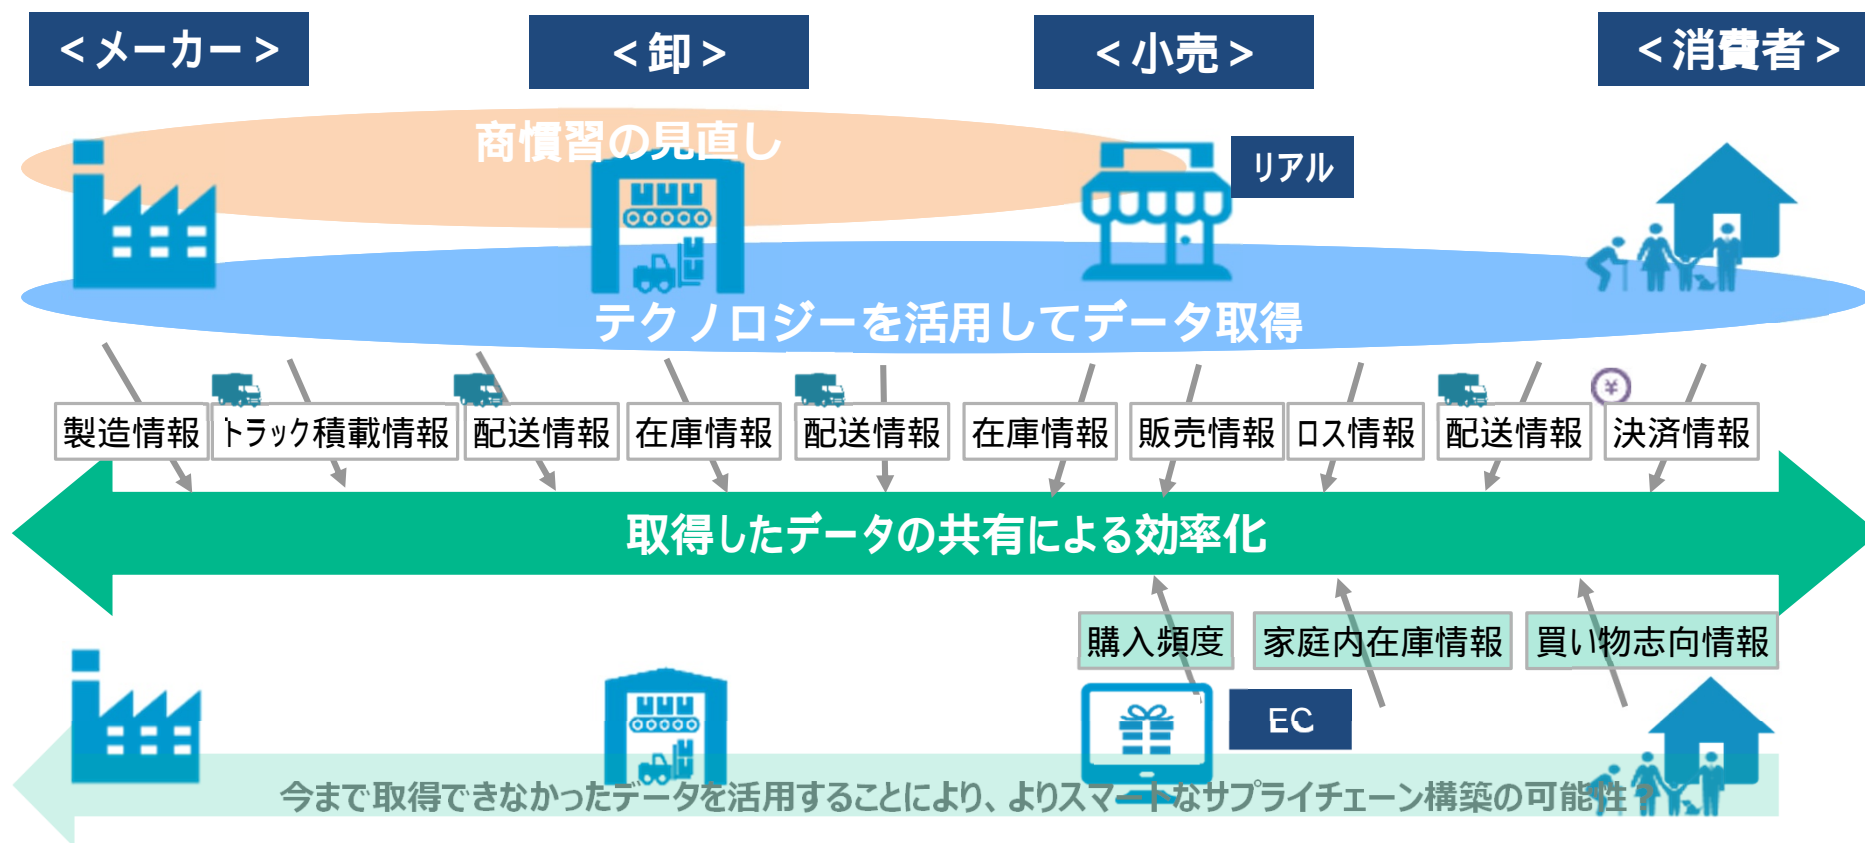 ＜メーカー＞
＜卸＞
＜小売＞
＜消費者＞
商慣習の見直し
リアル
テクノロジーを活用してデータ取得
製造情報
トラック積載情報
配送情報
在庫情報
配送情報
在庫情報
販売情報
ロス情報
配送情報
¥
決済情報
取得したデータの共有による効率化
購入頻度
家庭内在庫情報
買い物志向情報
EC
今まで取得できなかったデータを活用することにより、よりスマートなサプライチェーン構築の可能性？